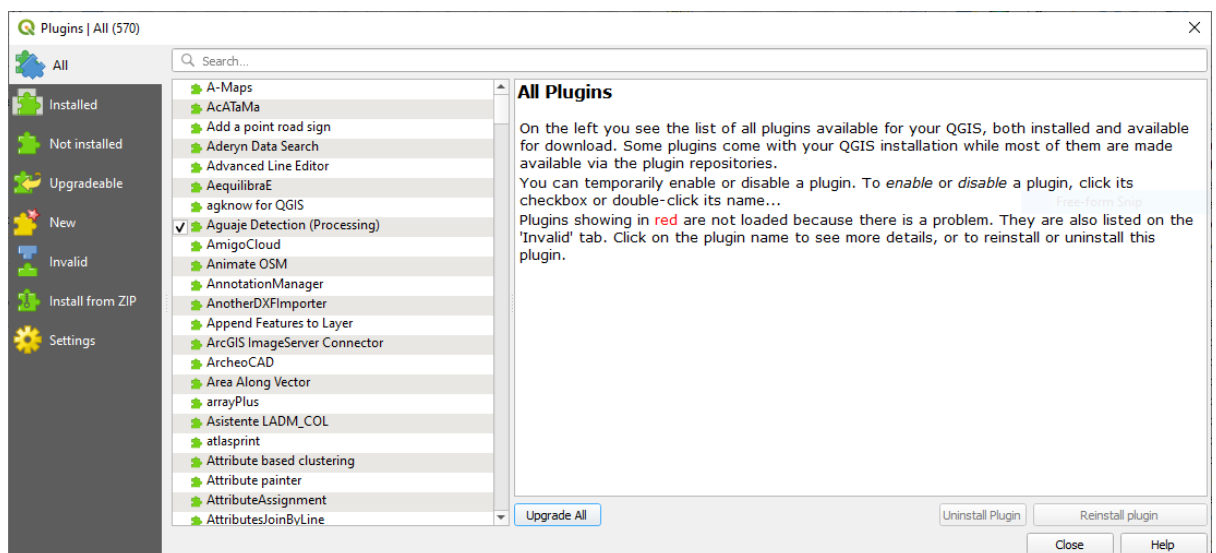 Plugins | All (570)
All
Installed
Not installed
Upgradeable
New
Invalid
Install from ZIP
Settings
Search...
A-Maps
AcATaMa
Add a point road sign
Aderyn Data Search
Advanced Line Editor
AequilibraE
agknow for QGIS
Aguaje Detection (Processing)
AmigoCloud
Animate OSM
AnnotationManager
AnotherDXFImporter
Append Features to Layer
ArcGIS ImageServer Connector
ArcheoCAD
Area Along Vector
arrayPlus
Asistente LADM_COL
atlasprint
Attribute based clustering
Attribute painter
AttributeAssignment
AttributesJoinByLine
All Plugins
On the left you see the list of all plugins available for your QGIS, both installed and available
for download. Some plugins come with your QGIS installation while most of them are made
available via the plugin repositories.
You can temporarily enable or disable a plugin. To enable or disable a plugin, click its
checkbox or double-click its name...
Free-form Snip
Plugins showing in red are not loaded because there is a problem. They are also listed on the
'Invalid' tab. Click on the plugin name to see more details, or to reinstall or uninstall this
plugin.
Upgrade All
Uninstall Plugin
Reinstall plugin
Close
Help